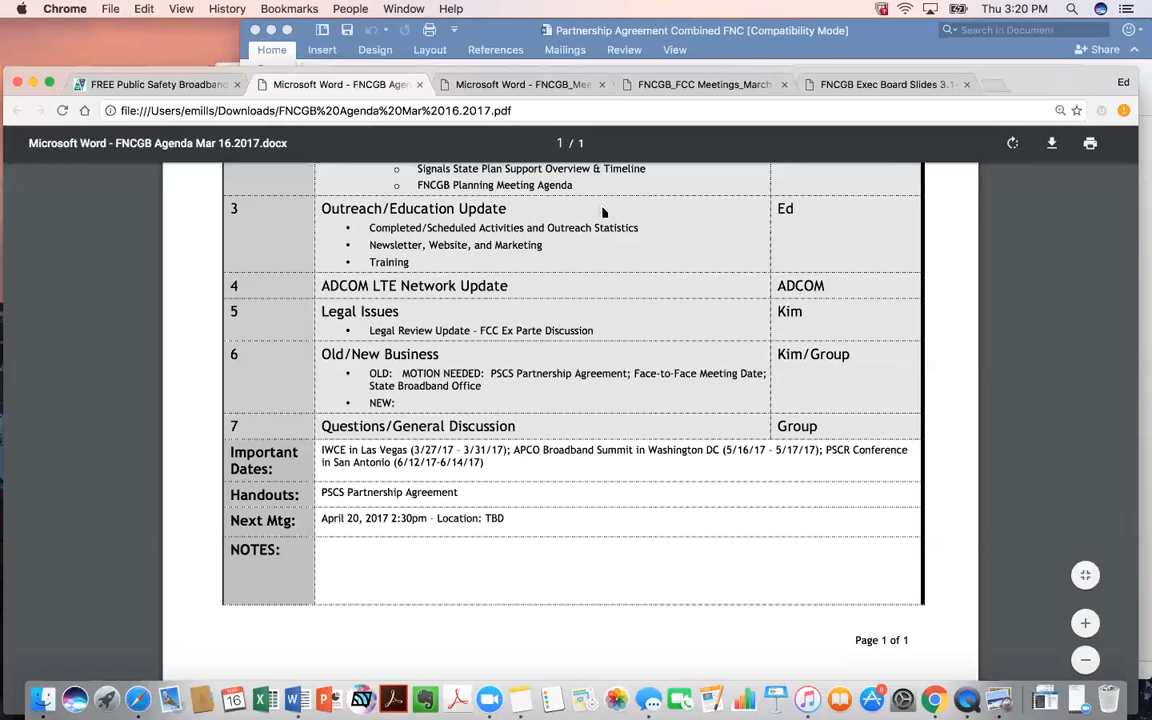 Chrome File Edit View History Bookmarks People Window Help Thu 3:20 PM
Partnership Agreement Combined FNC [Compatibility Mode] Search in Document
Home Insert Design Layout References Mailings Review View Share
FREE Public Safety Broadband × Microsoft Word - FNCGB Agen × Microsoft Word - FNCGB_Mee × FNCGB_FCC Meetings_March × FNCGB Exec Board Slides 3.1 × Ed
file:///Users/emills/Downloads/FNCGB%20Agenda%20Mar%2016.2017.pdf
Microsoft Word - FNCGB Agenda Mar 16.2017.docx 1 / 1
o Signals State Plan Support Overview & Timeline
o FNCGB Planning Meeting Agenda
3 Outreach/Education Update Ed
• Completed/Scheduled Activities and Outreach Statistics
• Newsletter, Website, and Marketing
• Training
4 ADCOM LTE Network Update ADCOM
5 Legal Issues Kim
• Legal Review Update - FCC Ex Parte Discussion
6 Old/New Business Kim/Group
• OLD: MOTION NEEDED: PSCS Partnership Agreement; Face-to-Face Meeting Date;
State Broadband Office
• NEW:
7 Questions/General Discussion Group
Important IWCE in Las Vegas (3/27/17 - 3/31/17); APCO Broadband Summit in Washington DC (5/16/17 - 5/17/17); PSCR Conference
Dates: in San Antonio (6/12/17-6/14/17)
Handouts: PSCS Partnership Agreement
Next Mtg: April 20, 2017 2:30pm - Location: TBD
NOTES:
Page 1 of 1